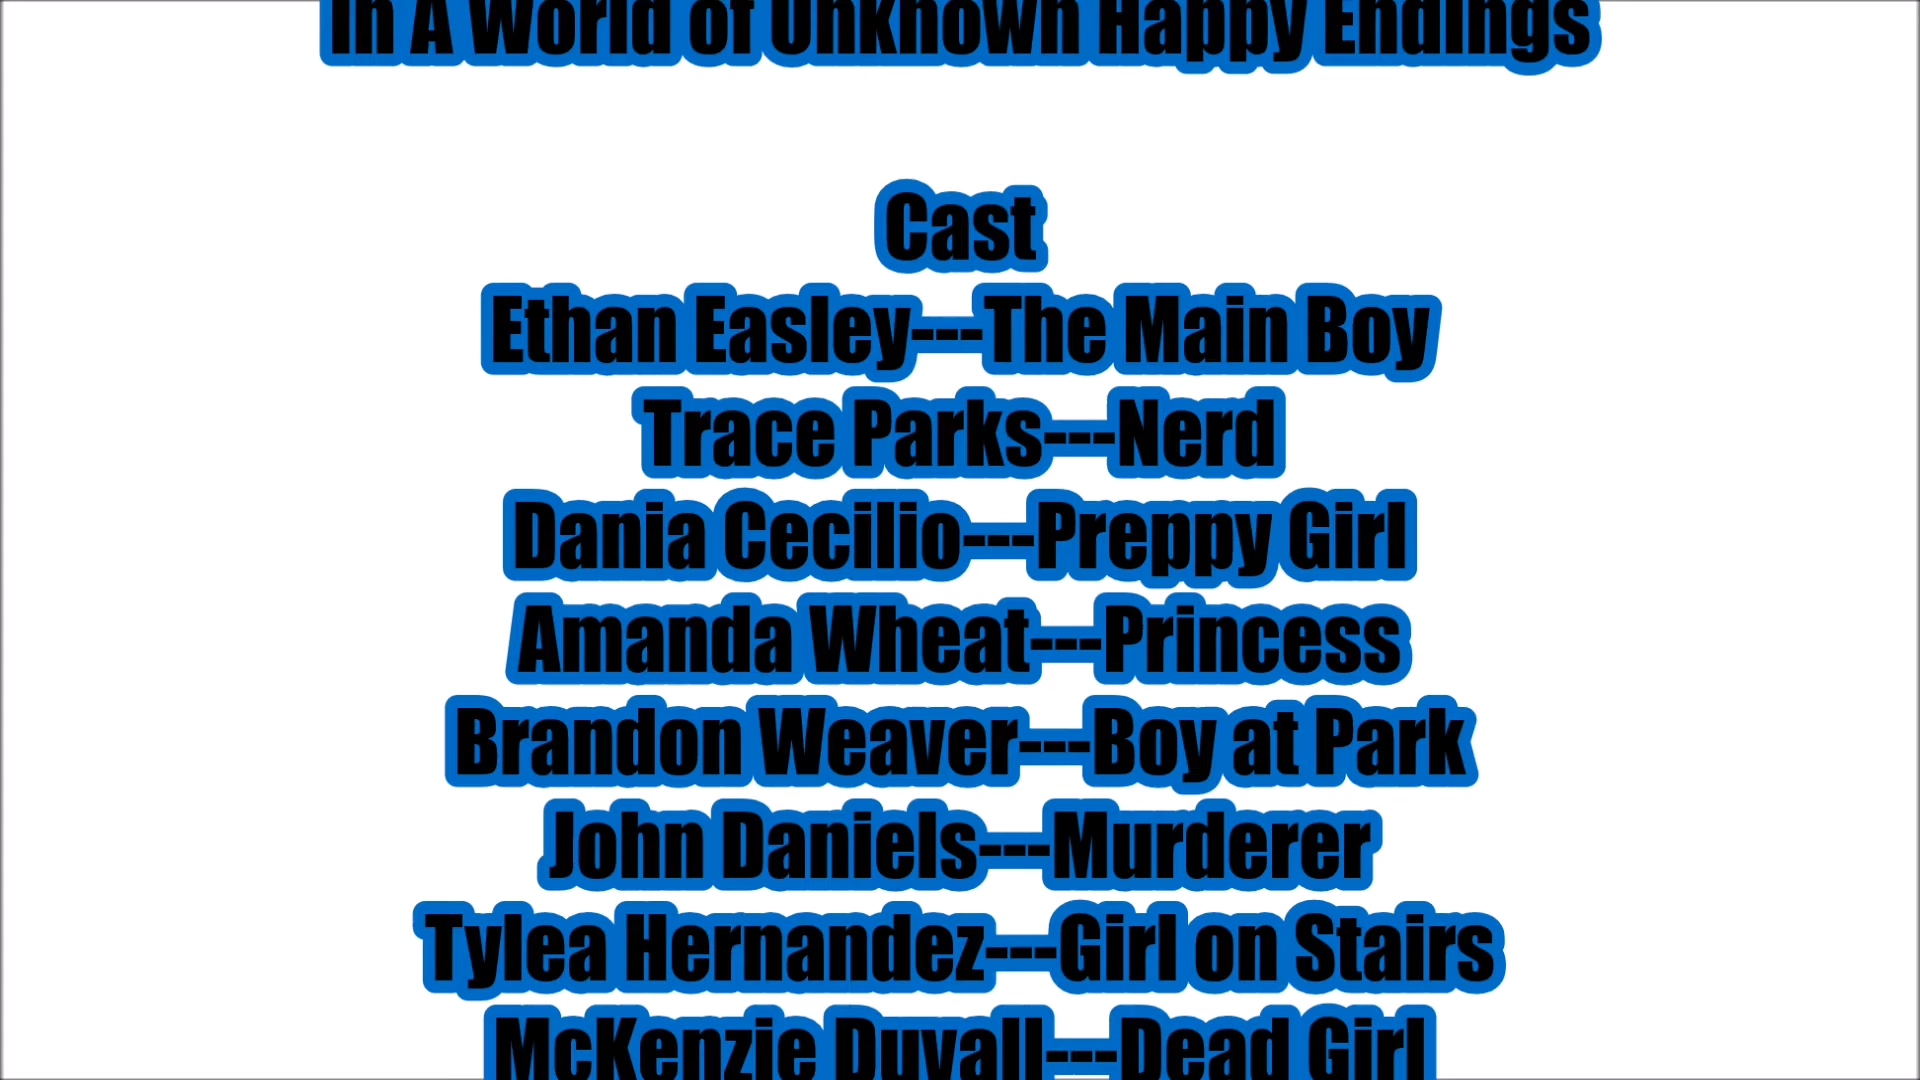 In A World of Unknown Happy Endings
Cast
Ethan Easley---The Main Boy
Trace Parks---Nerd
Dania Cecilio---Preppy Girl
Amanda Wheat---Princess
Brandon Weaver---Boy at Park
John Daniels---Murderer
Tylea Hernandez---Girl on Stairs
McKenzie Duvall---Dead Girl